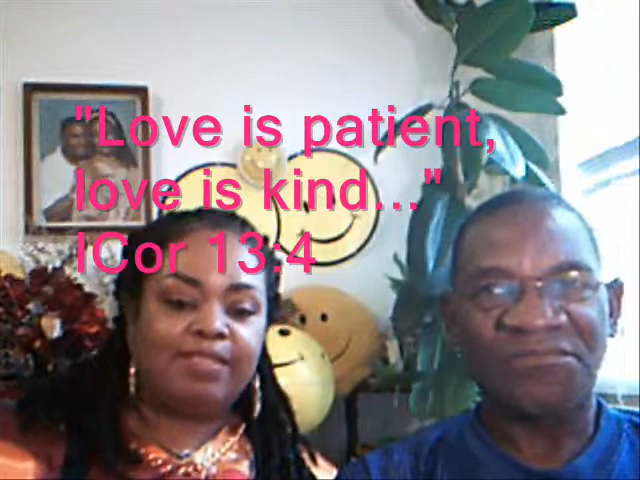 "Love is patient,
love is kind..."
ICor 13:4